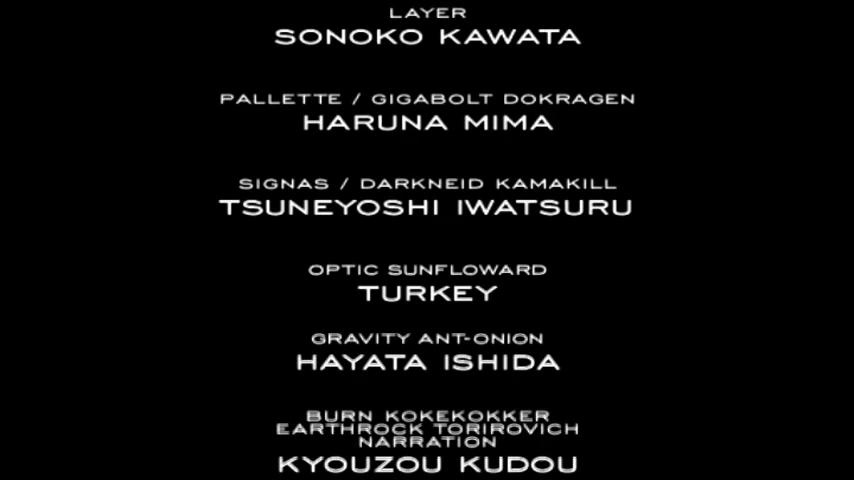 LAYER
SONOKO KAWATA
PALLETTE / GIGABOLT DOKRAGEN
HARUNA MIMA
SIGNAS / DARKNEID KAMAKILL
TSUNEYOSHI IWATSURU
OPTIC SUNFLOWARD
TURKEY
GRAVITY ANT-ONION
HAYATA ISHIDA
BURN KOKEKOKKER
EARTHROCK TORIROVICH
NARRATION
KYOUZOU KUDOU